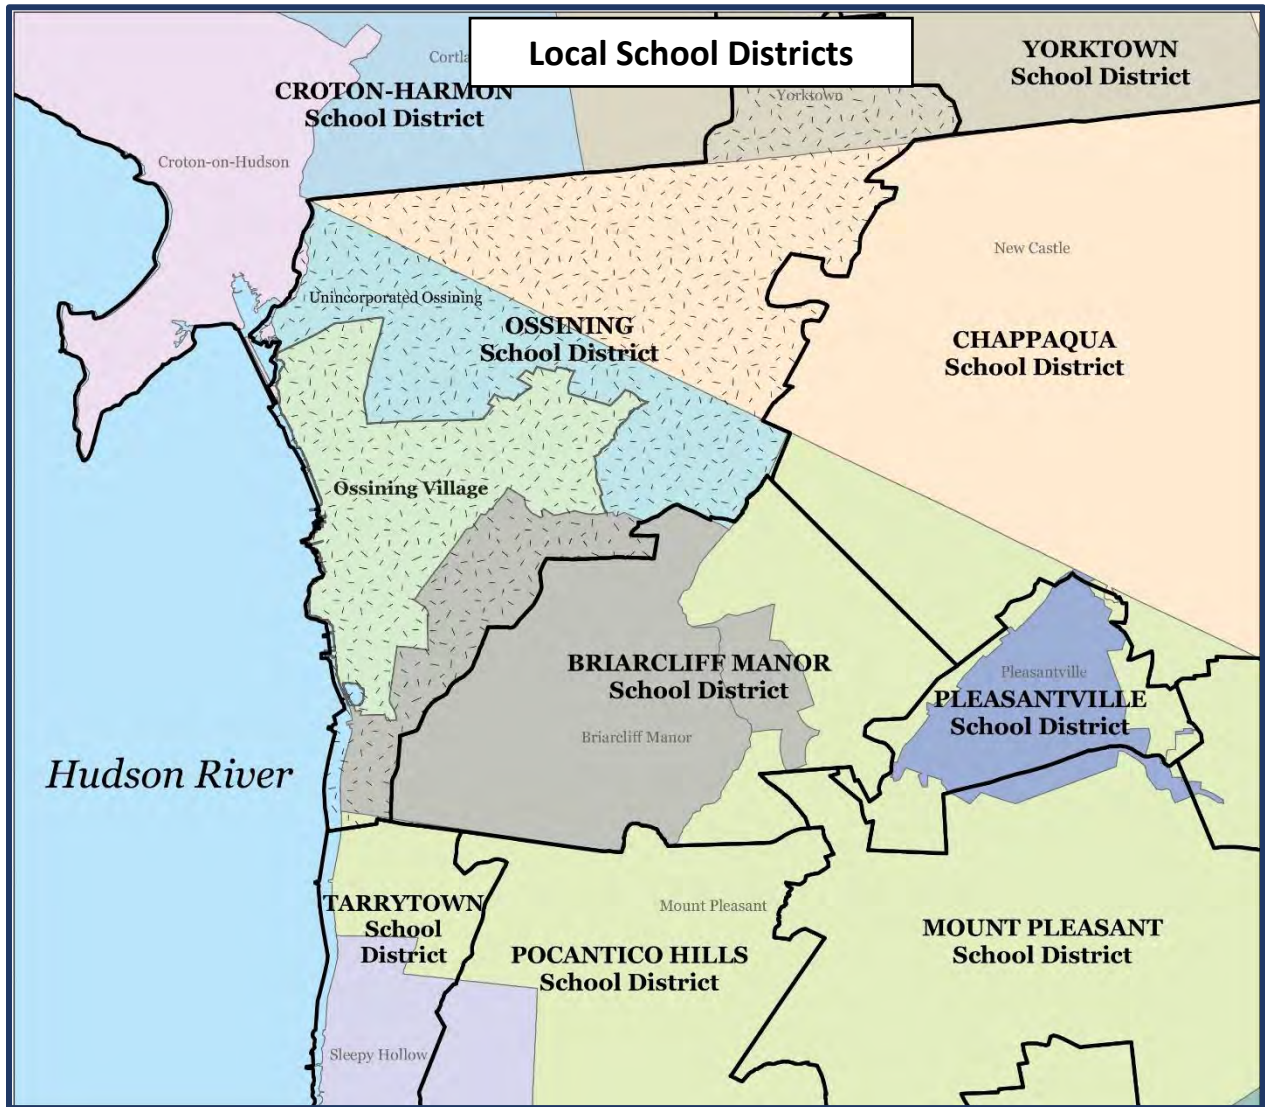 Local School Districts
Cortla
YORKTOWN
School District
CROTON-HARMON
School District
Yorktown
Croton-on-Hudson
New Castle
Unincorporated Ossining
OSSINING
School District
CHAPPAQUA
School District
Ossining Village
BRIARCLIFF MANOR
School District
Pleasantville
PLEASANTVILLE
School District
Briarcliff Manor
Hudson River
TARRYTOWN
School
District
Mount Pleasant
POCANTICO HILLS
School District
MOUNT PLEASANT
School District
Sleepy Hollow